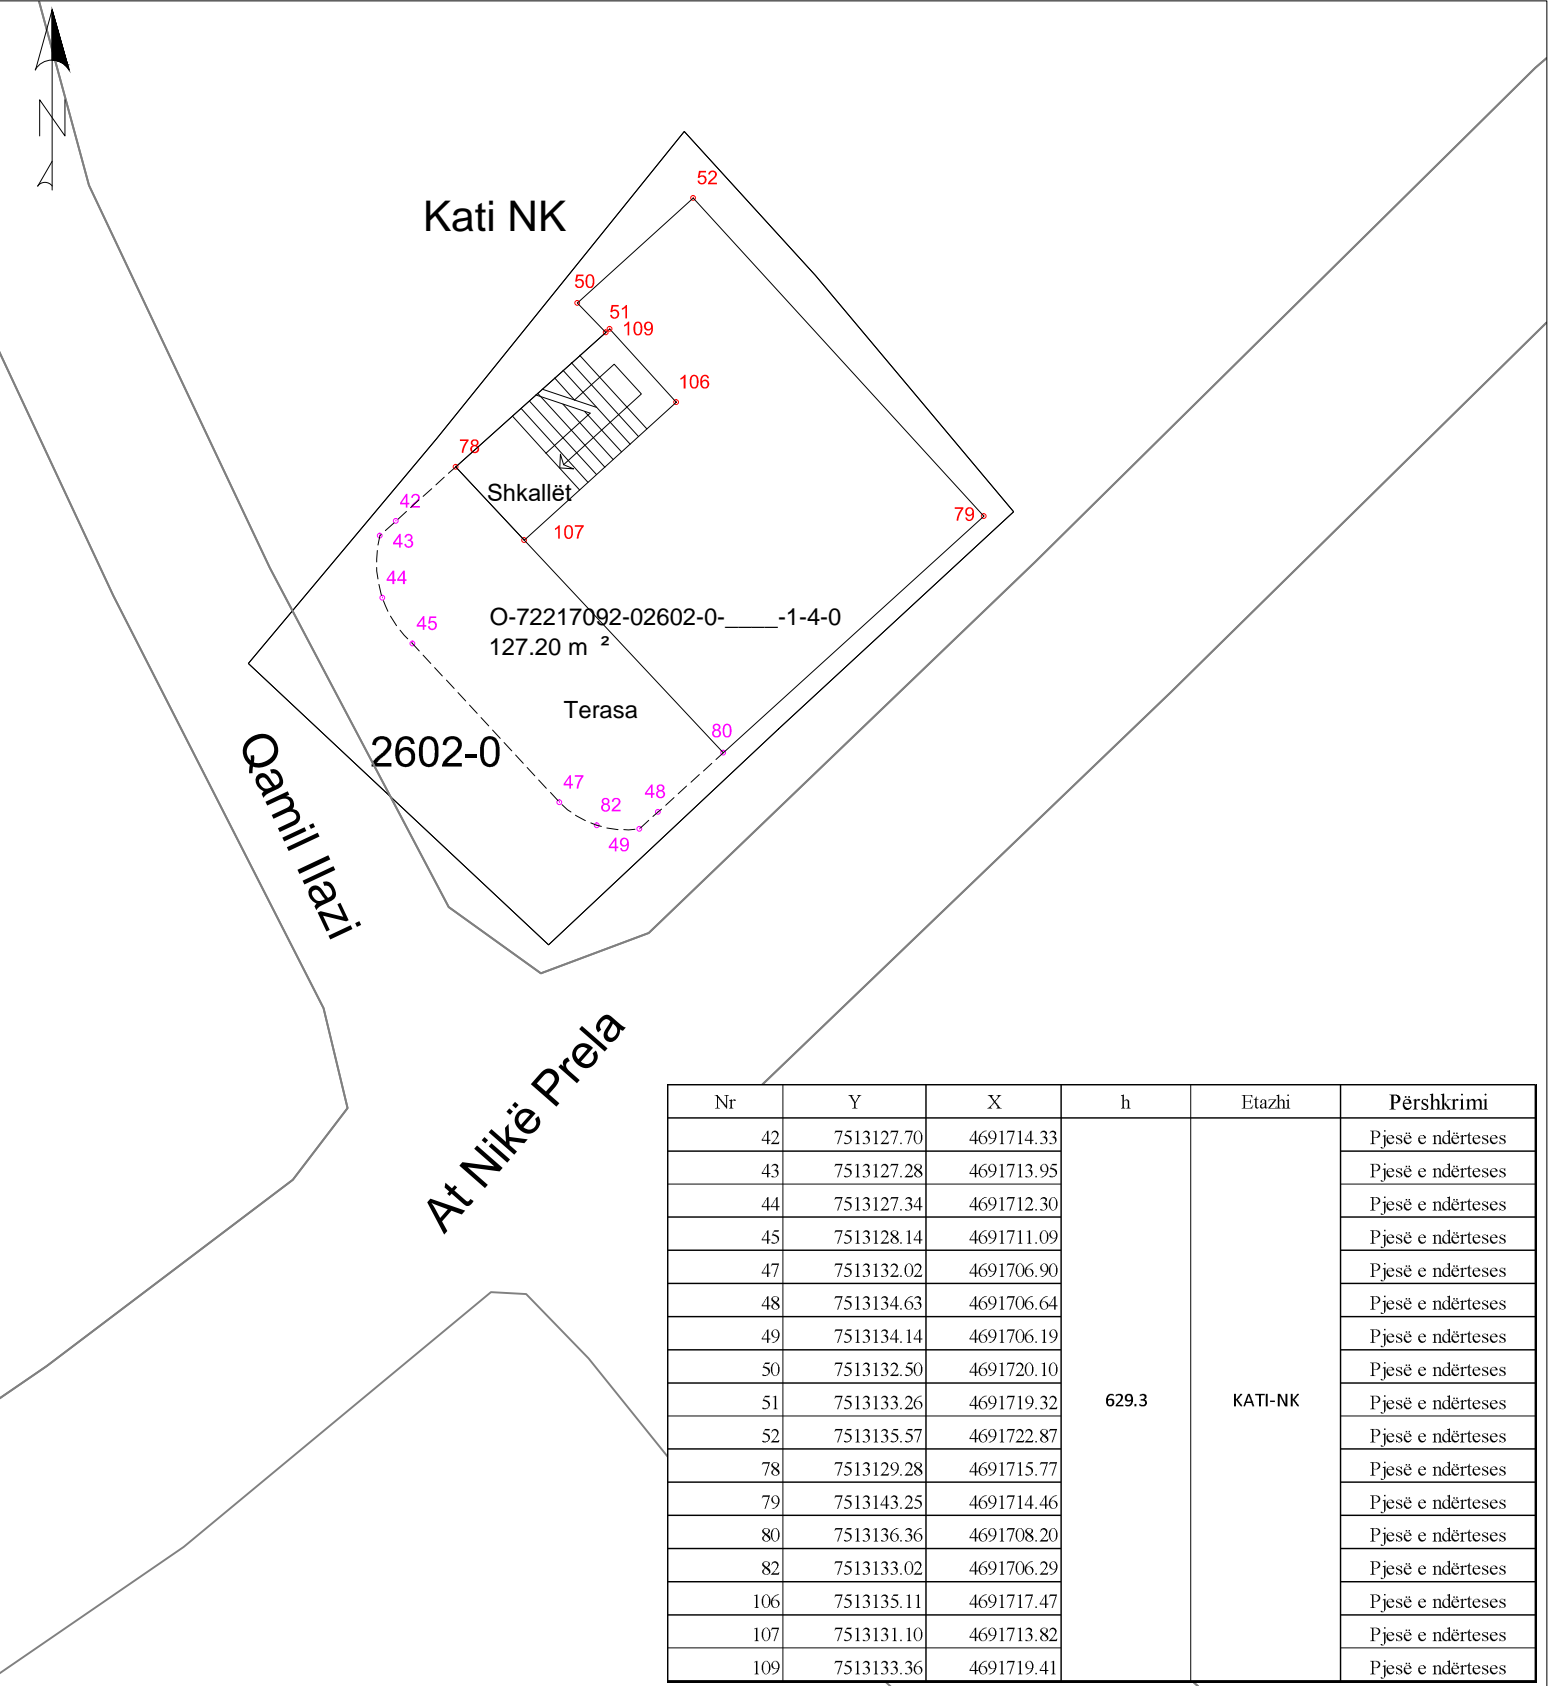 N
52
Kati NK
50
51
109
106
78
Shkallët
42
79
107
43
44
O-72217092-02602-0-____-1-4-0
45
127.20 m ²
Terasa
80
2602-0
Qamil Ilazi
47
48
82
49
At Nikë Prela
Nr Y X h Etazhi Përshkrimi
42 7513127.70 4691714.33 Pjesë e ndërteses
43 7513127.28 4691713.95 Pjesë e ndërteses
44 7513127.34 4691712.30 Pjesë e ndërteses
45 7513128.14 4691711.09 Pjesë e ndërteses
47 7513132.02 4691706.90 Pjesë e ndërteses
48 7513134.63 4691706.64 Pjesë e ndërteses
49 7513134.14 4691706.19 Pjesë e ndërteses
50 7513132.50 4691720.10 Pjesë e ndërteses
51 7513133.26 4691719.32 629.3 KATI-NK Pjesë e ndërteses
52 7513135.57 4691722.87 Pjesë e ndërteses
78 7513129.28 4691715.77 Pjesë e ndërteses
79 7513143.25 4691714.46 Pjesë e ndërteses
80 7513136.36 4691708.20 Pjesë e ndërteses
82 7513133.02 4691706.29 Pjesë e ndërteses
106 7513135.11 4691717.47 Pjesë e ndërteses
107 7513131.10 4691713.82 Pjesë e ndërteses
109 7513133.36 4691719.41 Pjesë e ndërteses